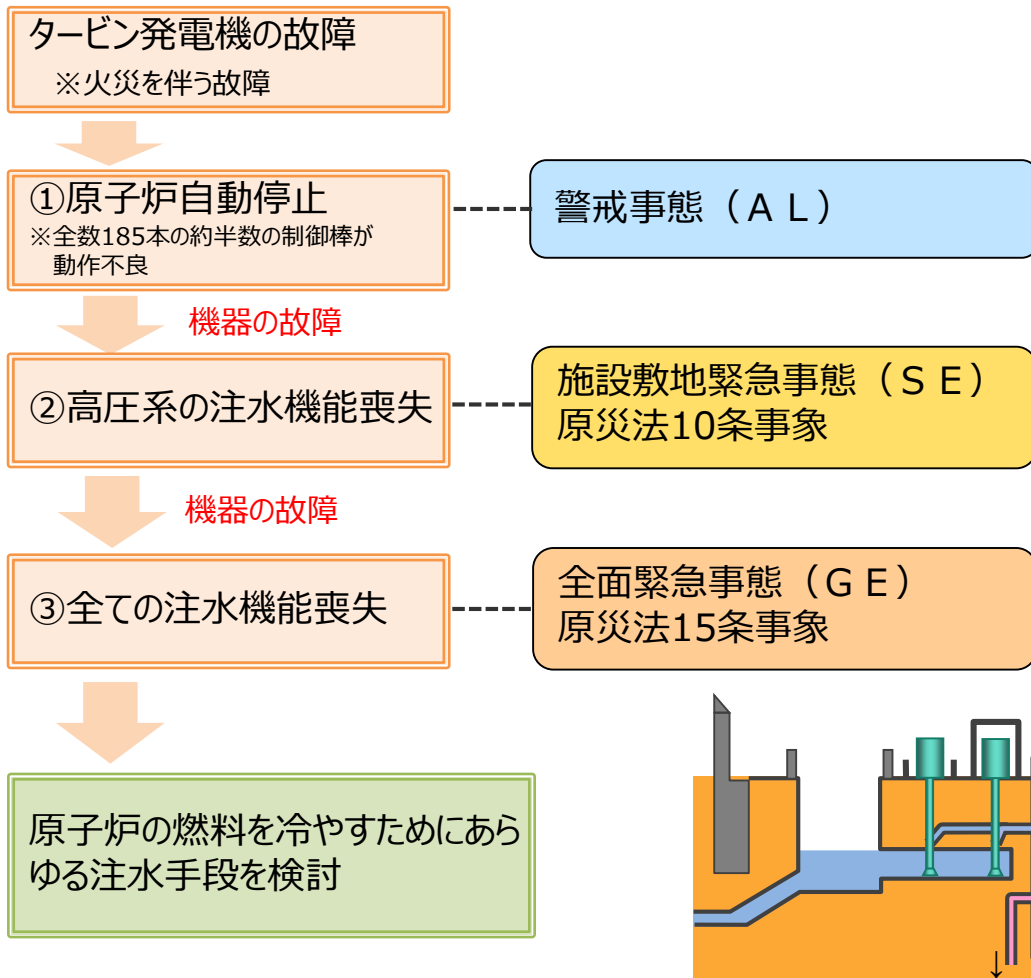 タービン発電機の故障
※火災を伴う故障
①原子炉自動停止
※全数185本の約半数の制御棒が
動作不良
警戒事態(AL)
機器の故障
②高圧系の注水機能喪失
施設敷地緊急事態(SE)
原災法10条事象
機器の故障
③全ての注水機能喪失
全面緊急事態(GE)
原災法15条事象
原子炉の燃料を冷やすためにあら
ゆる注水手段を検討
↓